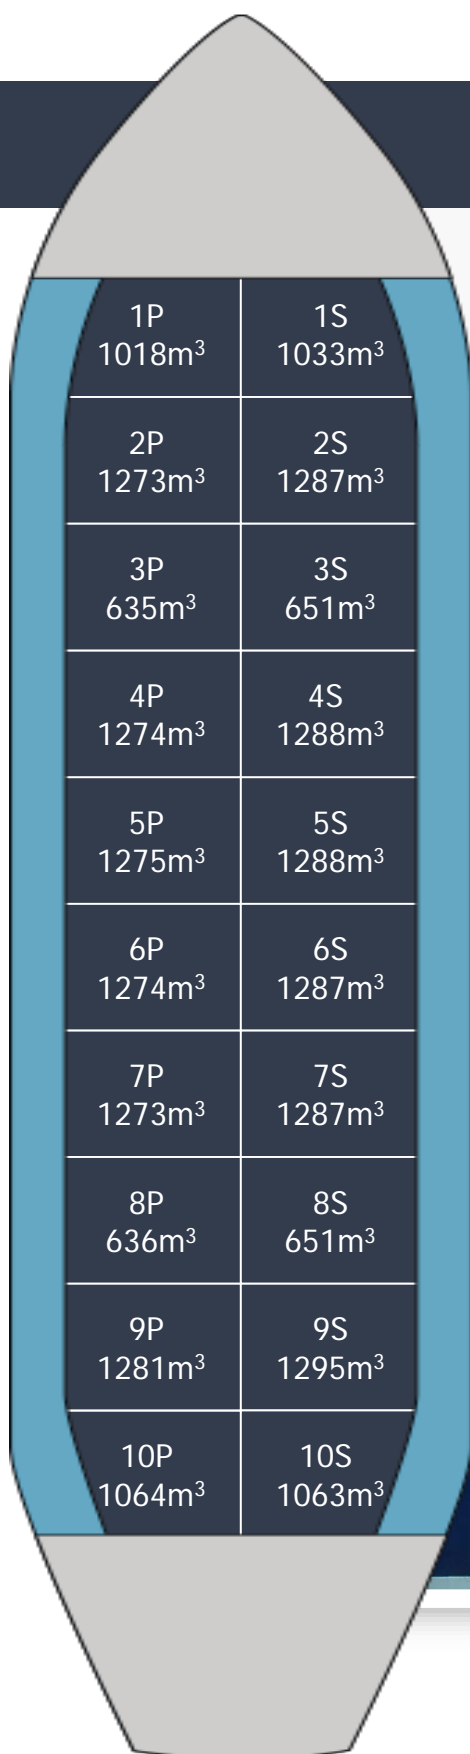 1P 1S
1018m³ 1033m³
2P 2S
1273m³ 1287m³
3P 3S
635m³ 651m³
4P 4S
1274m³ 1288m³
5P 5S
1275m³ 1288m³
6P 6S
1274m³ 1287m³
7P 7S
1273m³ 1287m³
8P 8S
636m³ 651m³
9P 9S
1281m³ 1295m³
10P 10S
1064m³ 1063m³